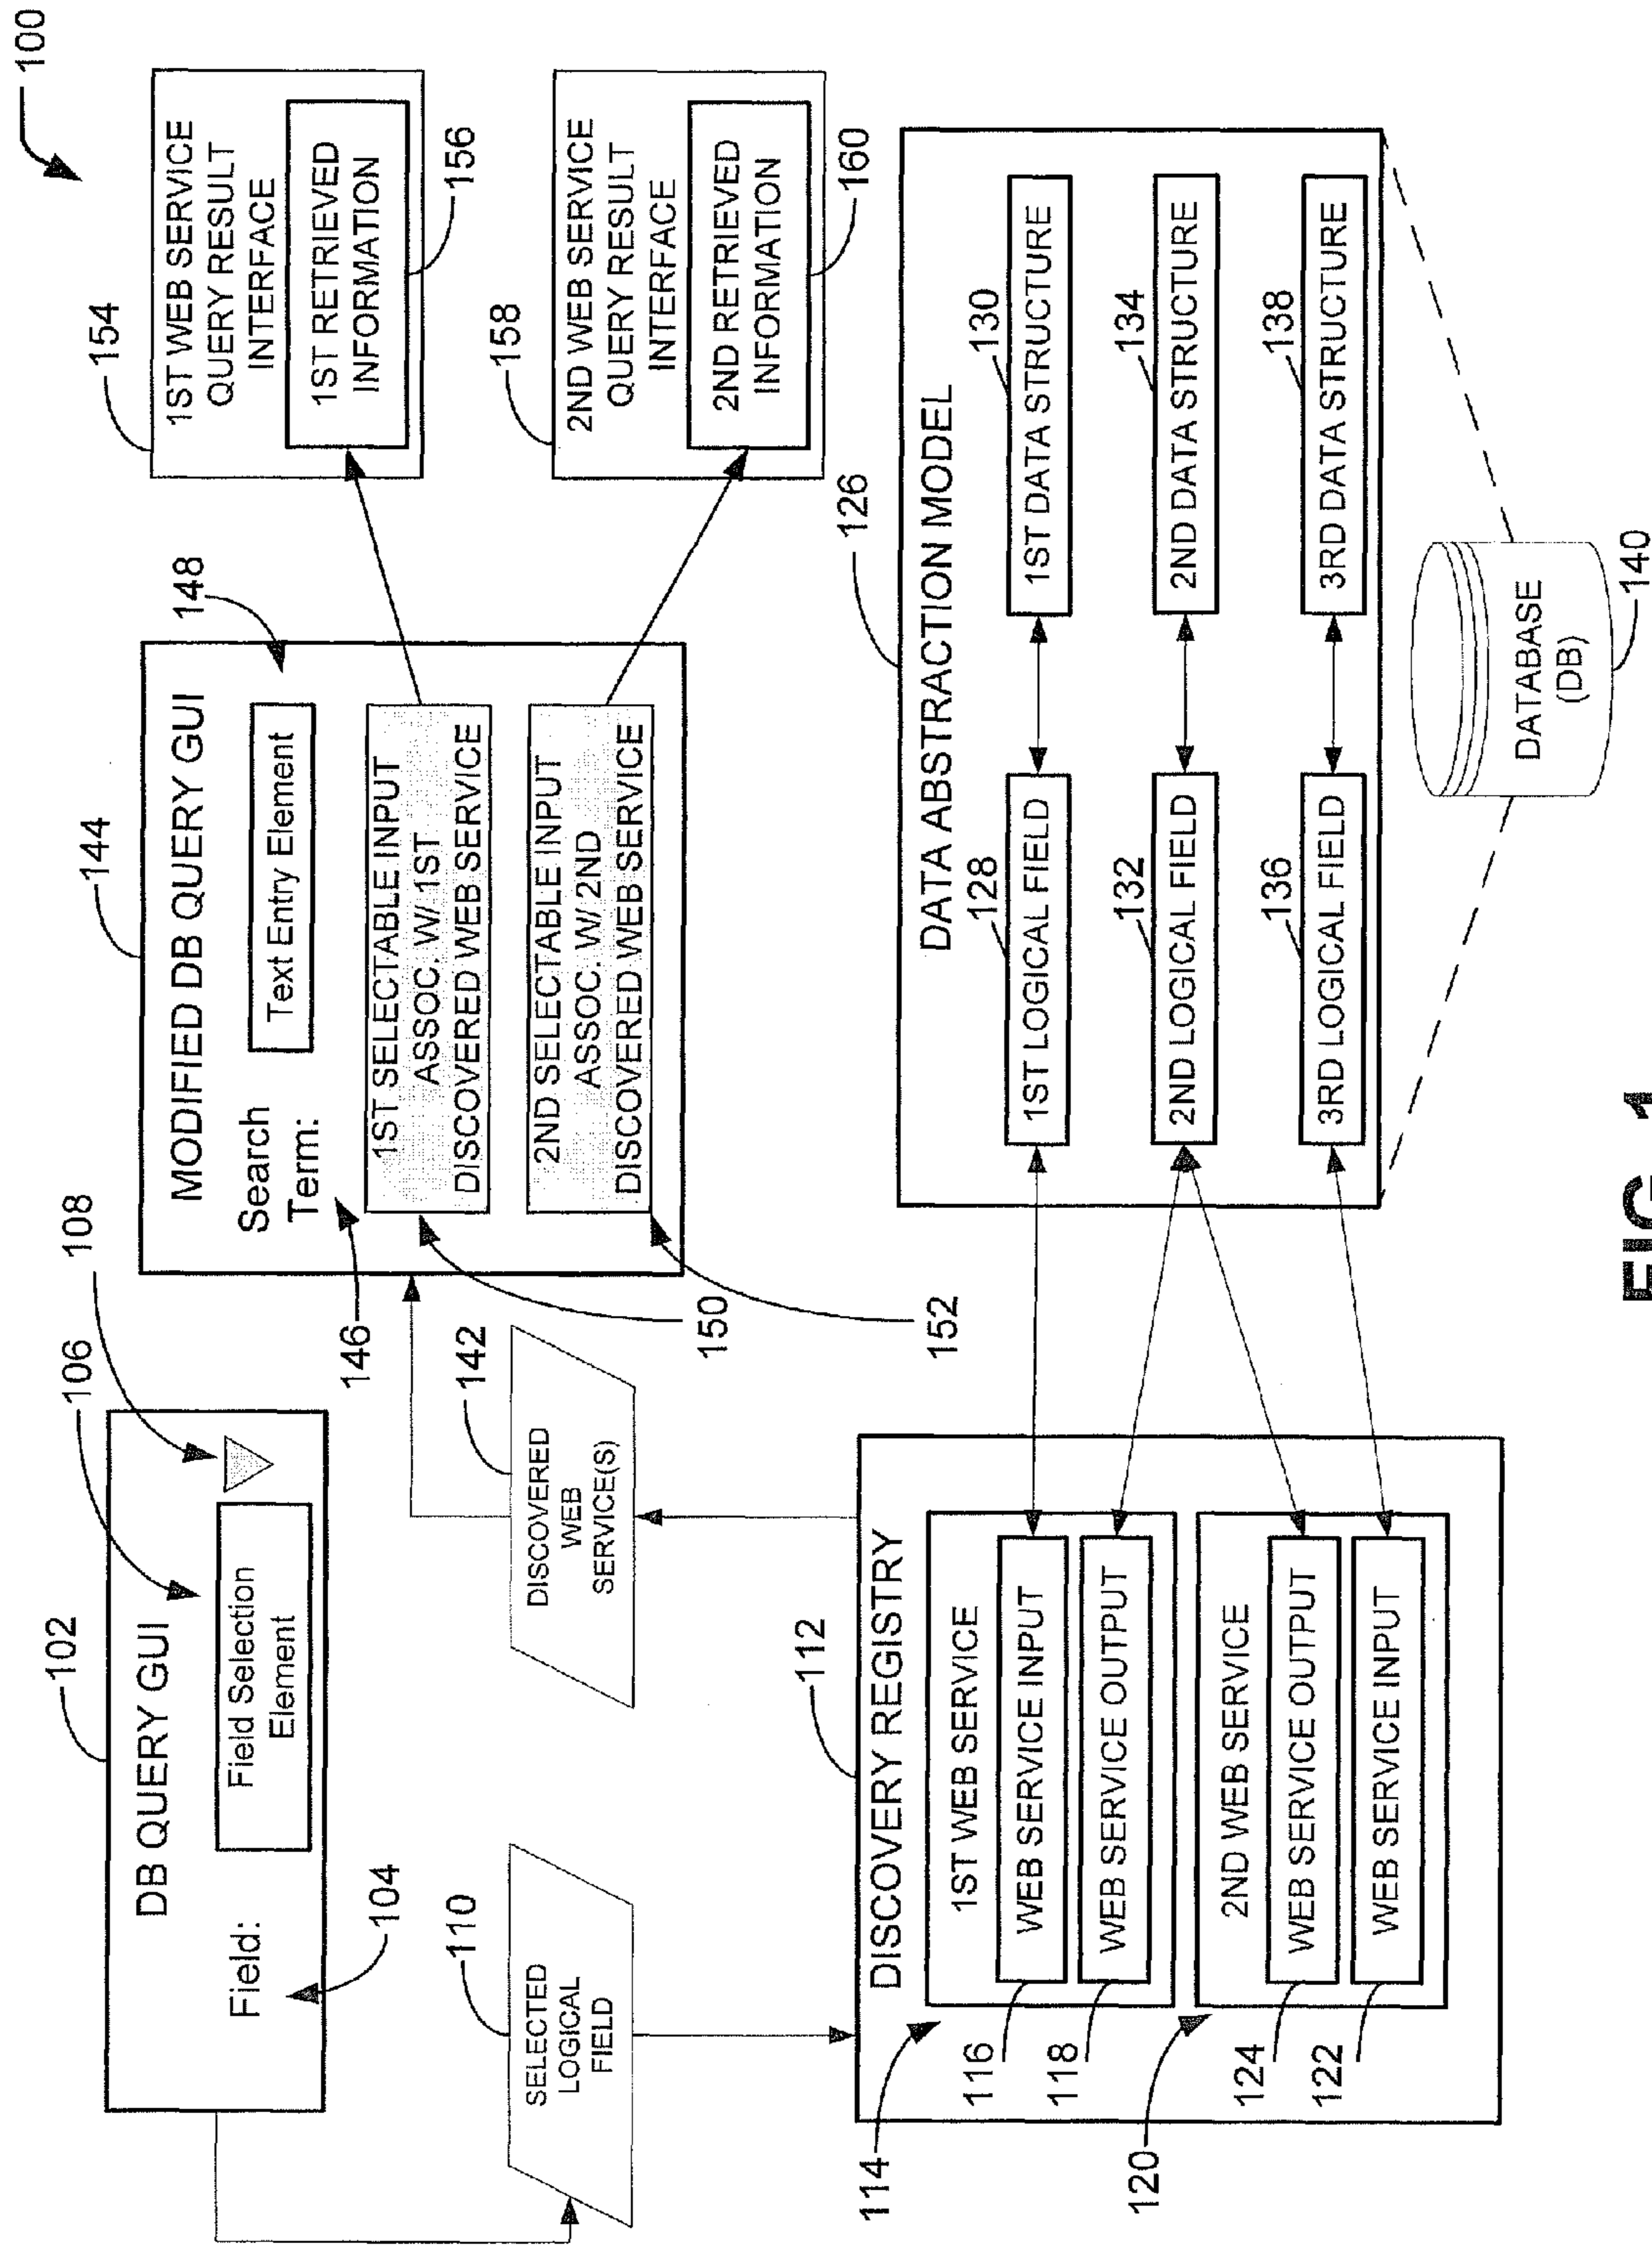 100
102
DB QUERY GUI
Field:
Field Selection
Element
104
106
108
110
SELECTED
LOGICAL
FIELD
142
DISCOVERED
WEB
SERVICE(S)
144
MODIFIED DB QUERY GUI
Search
Term:
Text Entry Element
146
148
1ST SELECTABLE INPUT
ASSOC. W/ 1ST
DISCOVERED WEB SERVICE
150
2ND SELECTABLE INPUT
ASSOC. W/ 2ND
DISCOVERED WEB SERVICE
152
154
1ST WEB SERVICE
QUERY RESULT
INTERFACE
1ST RETRIEVED
INFORMATION
156
158
2ND WEB SERVICE
QUERY RESULT
INTERFACE
2ND RETRIEVED
INFORMATION
160
112
DISCOVERY REGISTRY
114
1ST WEB SERVICE
WEB SERVICE INPUT
116
WEB SERVICE OUTPUT
118
120
2ND WEB SERVICE
WEB SERVICE OUTPUT
124
WEB SERVICE INPUT
122
126
DATA ABSTRACTION MODEL
128
1ST LOGICAL FIELD
130
1ST DATA STRUCTURE
132
2ND LOGICAL FIELD
134
2ND DATA STRUCTURE
136
3RD LOGICAL FIELD
138
3RD DATA STRUCTURE
DATABASE
(DB)
140
FIG. 1